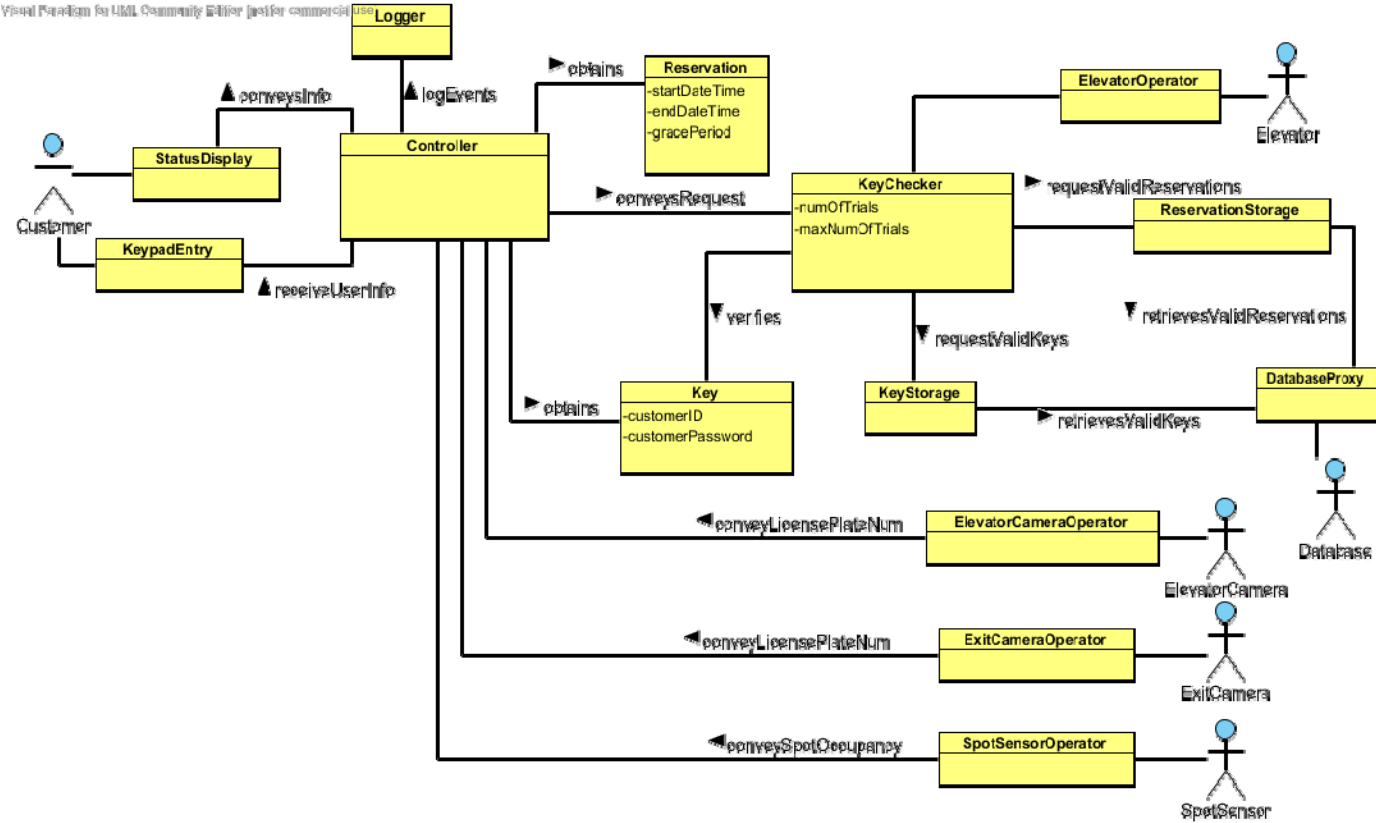 Visual Paradigm for UML Community Edition [not for commercial use]
Logger
conveysInfo
logEvents
obtains
Reservation
-startDateTime
-endDateTime
-gracePeriod
ElevatorOperator
Elevator
Controller
StatusDisplay
Customer
KeypadEntry
receiveUserInfo
conveysRequest
KeyChecker
-numOfTrials
-maxNumOfTrials
requestValidReservations
ReservationStorage
verfies
requestValidKeys
retrievesValidReservations
obtains
Key
-customerID
-customerPassword
KeyStorage
retrievesValidKeys
DatabaseProxy
Database
conveyLicensePlateNum
ElevatorCameraOperator
ElevatorCamera
conveyLicensePlateNum
ExitCameraOperator
ExitCamera
conveySpotOccupancy
SpotSensorOperator
SpotSensor